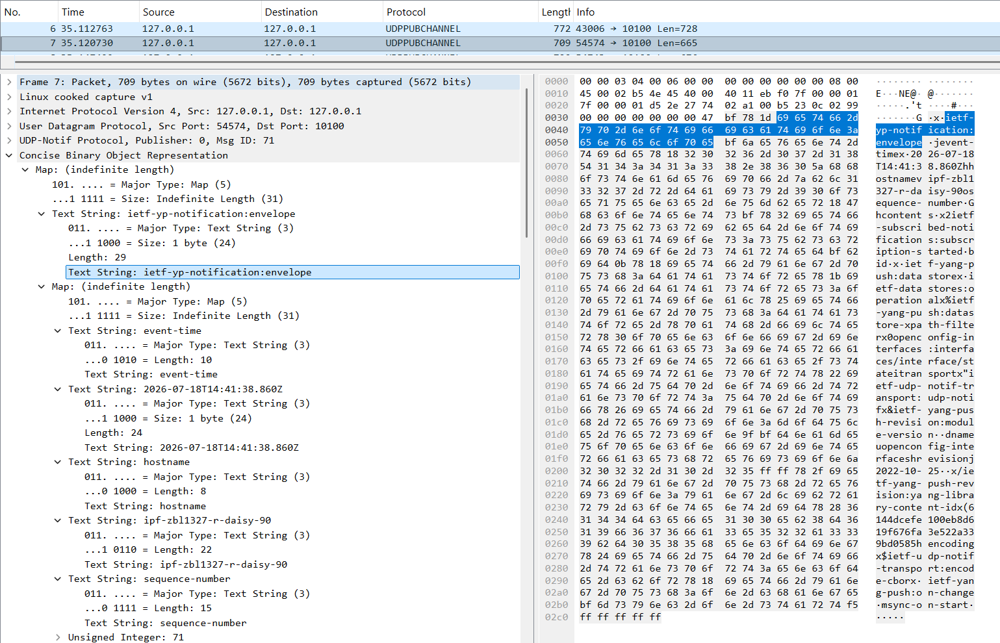 No. Time Source Destination Protocol Length Info
6 35.112763 127.0.0.1 127.0.0.1 UDPPUBCHANNEL 772 43006 → 10100 Len=728
7 35.120730 127.0.0.1 127.0.0.1 UDPPUBCHANNEL 709 54574 → 10100 Len=665
Frame 7: Packet, 709 bytes on wire (5672 bits), 709 bytes captured (5672 bits)
Linux cooked capture v1
Internet Protocol Version 4, Src: 127.0.0.1, Dst: 127.0.0.1
User Datagram Protocol, Src Port: 54574, Dst Port: 10100
UDP-Notif Protocol, Publisher: 0, Msg ID: 71
Concise Binary Object Representation
Map: (indefinite length)
101. .... = Major Type: Map (5)
...1 1111 = Size: Indefinite Length (31)
Text String: ietf-yp-notification:envelope
011. .... = Major Type: Text String (3)
...1 1000 = Size: 1 byte (24)
Length: 29
Text String: ietf-yp-notification:envelope
Map: (indefinite length)
101. .... = Major Type: Map (5)
...1 1111 = Size: Indefinite Length (31)
Text String: event-time
011. .... = Major Type: Text String (3)
...0 1010 = Length: 10
Text String: event-time
Text String: 2026-07-18T14:41:38.860Z
011. .... = Major Type: Text String (3)
...1 1000 = Size: 1 byte (24)
Length: 24
Text String: 2026-07-18T14:41:38.860Z
Text String: hostname
011. .... = Major Type: Text String (3)
...0 1000 = Length: 8
Text String: hostname
Text String: ipf-zbl1327-r-daisy-90
011. .... = Major Type: Text String (3)
...1 0110 = Length: 22
Text String: ipf-zbl1327-r-daisy-90
Text String: sequence-number
011. .... = Major Type: Text String (3)
...0 1111 = Length: 15
Text String: sequence-number
Unsigned Integer: 71
0000 00 00 03 04 00 06 00 00 00 00 00 00 00 00 08 00 ········ ········
0010 45 00 02 b5 4e 45 40 00 40 11 eb f0 7f 00 00 01 E···NE@· @·······
0020 7f 00 00 01 d5 2e 27 74 02 a1 00 b5 23 0c 02 99 ·····.'t ····#···
0030 00 00 00 00 00 00 00 47 bf 78 1d 69 65 74 66 2d ·······G ·x·ietf-
0040 79 70 2d 6e 6f 74 69 66 69 63 61 74 69 6f 6e 3a yp-notif ication:
0050 65 6e 76 65 6c 6f 70 65 bf 6a 65 76 65 6e 74 2d envelope ·jevent-
0060 74 69 6d 65 78 18 32 30 32 36 2d 30 37 2d 31 38 timex·20 26-07-18
0070 54 31 34 3a 34 31 3a 33 38 2e 38 36 30 5a 68 68 T14:41:3 8.860Zhh
0080 6f 73 74 6e 61 6d 65 76 69 70 66 2d 7a 62 6c 31 ostnamev ipf-zbl1
0090 33 32 37 2d 72 2d 64 61 69 73 79 2d 39 30 6f 73 327-r-da isy-90os
00a0 65 71 75 65 6e 63 65 2d 6e 75 6d 62 65 72 18 47 equence- number·G
00b0 68 63 6f 6e 74 65 6e 74 73 bf 78 32 69 65 74 66 hcontent s·x2ietf
00c0 2d 73 75 62 73 63 72 69 62 65 64 2d 6e 6f 74 69 -subscri bed-noti
00d0 66 69 63 61 74 69 6f 6e 73 3a 73 75 62 73 63 72 fication s:subscr
00e0 69 70 74 69 6f 6e 2d 73 74 61 72 74 65 64 bf 62 iption-s tarted·b
00f0 69 64 0b 78 18 69 65 74 66 2d 79 61 6e 67 2d 70 id·x·iet f-yang-p
0100 75 73 68 3a 64 61 74 61 73 74 6f 72 65 78 1b 69 ush:data storex·i
0110 65 74 66 2d 64 61 74 61 73 74 6f 72 65 73 3a 6f etf-data stores:o
0120 70 65 72 61 74 69 6f 6e 61 6c 78 25 69 65 74 66 peration alx%ietf
0130 2d 79 61 6e 67 2d 70 75 73 68 3a 64 61 74 61 73 -yang-pu sh:datas
0140 74 6f 72 65 2d 78 70 61 74 68 2d 66 69 6c 74 65 tore-xpa th-filte
0150 72 78 30 6f 70 65 6e 63 6f 6e 66 69 67 2d 69 6e rx0openc onfig-in
0160 74 65 72 66 61 63 65 73 3a 69 6e 74 65 72 66 61 terfaces :interfa
0170 63 65 73 2f 69 6e 74 65 72 66 61 63 65 2f 73 74 ces/inte rface/st
0180 61 74 65 69 74 72 61 6e 73 70 6f 72 74 78 22 69 ateitran sportx"i
0190 65 74 66 2d 75 64 70 2d 6e 6f 74 69 66 2d 74 72 etf-udp- notif-tr
01a0 61 6e 73 70 6f 72 74 3a 75 64 70 2d 6e 6f 74 69 ansport: udp-noti
01b0 66 78 26 69 65 74 66 2d 79 61 6e 67 2d 70 75 73 fx&ietf- yang-pus
01c0 68 2d 72 65 76 69 73 69 6f 6e 3a 6d 6f 64 75 6c h-revisi on:modul
01d0 65 2d 76 65 72 73 69 6f 6e 9f bf 64 6e 61 6d 65 e-versio n··dname
01e0 75 6f 70 65 6e 63 6f 6e 66 69 67 2d 69 6e 74 65 uopencon fig-inte
01f0 72 66 61 63 65 73 68 72 65 76 69 73 69 6f 6e 6a rfaceshr evisionj
0200 32 30 32 32 2d 31 30 2d 32 35 ff ff 78 2f 69 65 2022-10- 25··x/ie
0210 74 66 2d 79 61 6e 67 2d 70 75 73 68 2d 72 65 76 tf-yang- push-rev
0220 69 73 69 6f 6e 3a 79 61 6e 67 2d 6c 69 62 72 61 ision:ya ng-libra
0230 72 79 2d 63 6f 6e 74 65 6e 74 2d 69 64 78 28 36 ry-conte nt-idx(6
0240 31 34 34 64 63 65 66 65 31 30 30 65 62 38 64 36 144dcefe 100eb8d6
0250 31 39 66 36 37 36 66 61 33 65 35 32 32 61 33 33 19f676fa 3e522a33
0260 39 62 64 30 35 38 35 68 65 6e 63 6f 64 69 6e 67 9bd0585h encoding
0270 78 24 69 65 74 66 2d 75 64 70 2d 6e 6f 74 69 66 x$ietf-u dp-notif
0280 2d 74 72 61 6e 73 70 6f 72 74 3a 65 6e 63 6f 64 -transpo rt:encod
0290 65 2d 63 62 6f 72 78 18 69 65 74 66 2d 79 61 6e e-cborx· ietf-yan
02a0 67 2d 70 75 73 68 3a 6f 6e 2d 63 68 61 6e 67 65 g-push:o n-change
02b0 bf 6d 73 79 6e 63 2d 6f 6e 2d 73 74 61 72 74 f5 ·msync-o n-start·
02c0 ff ff ff ff ff ·····